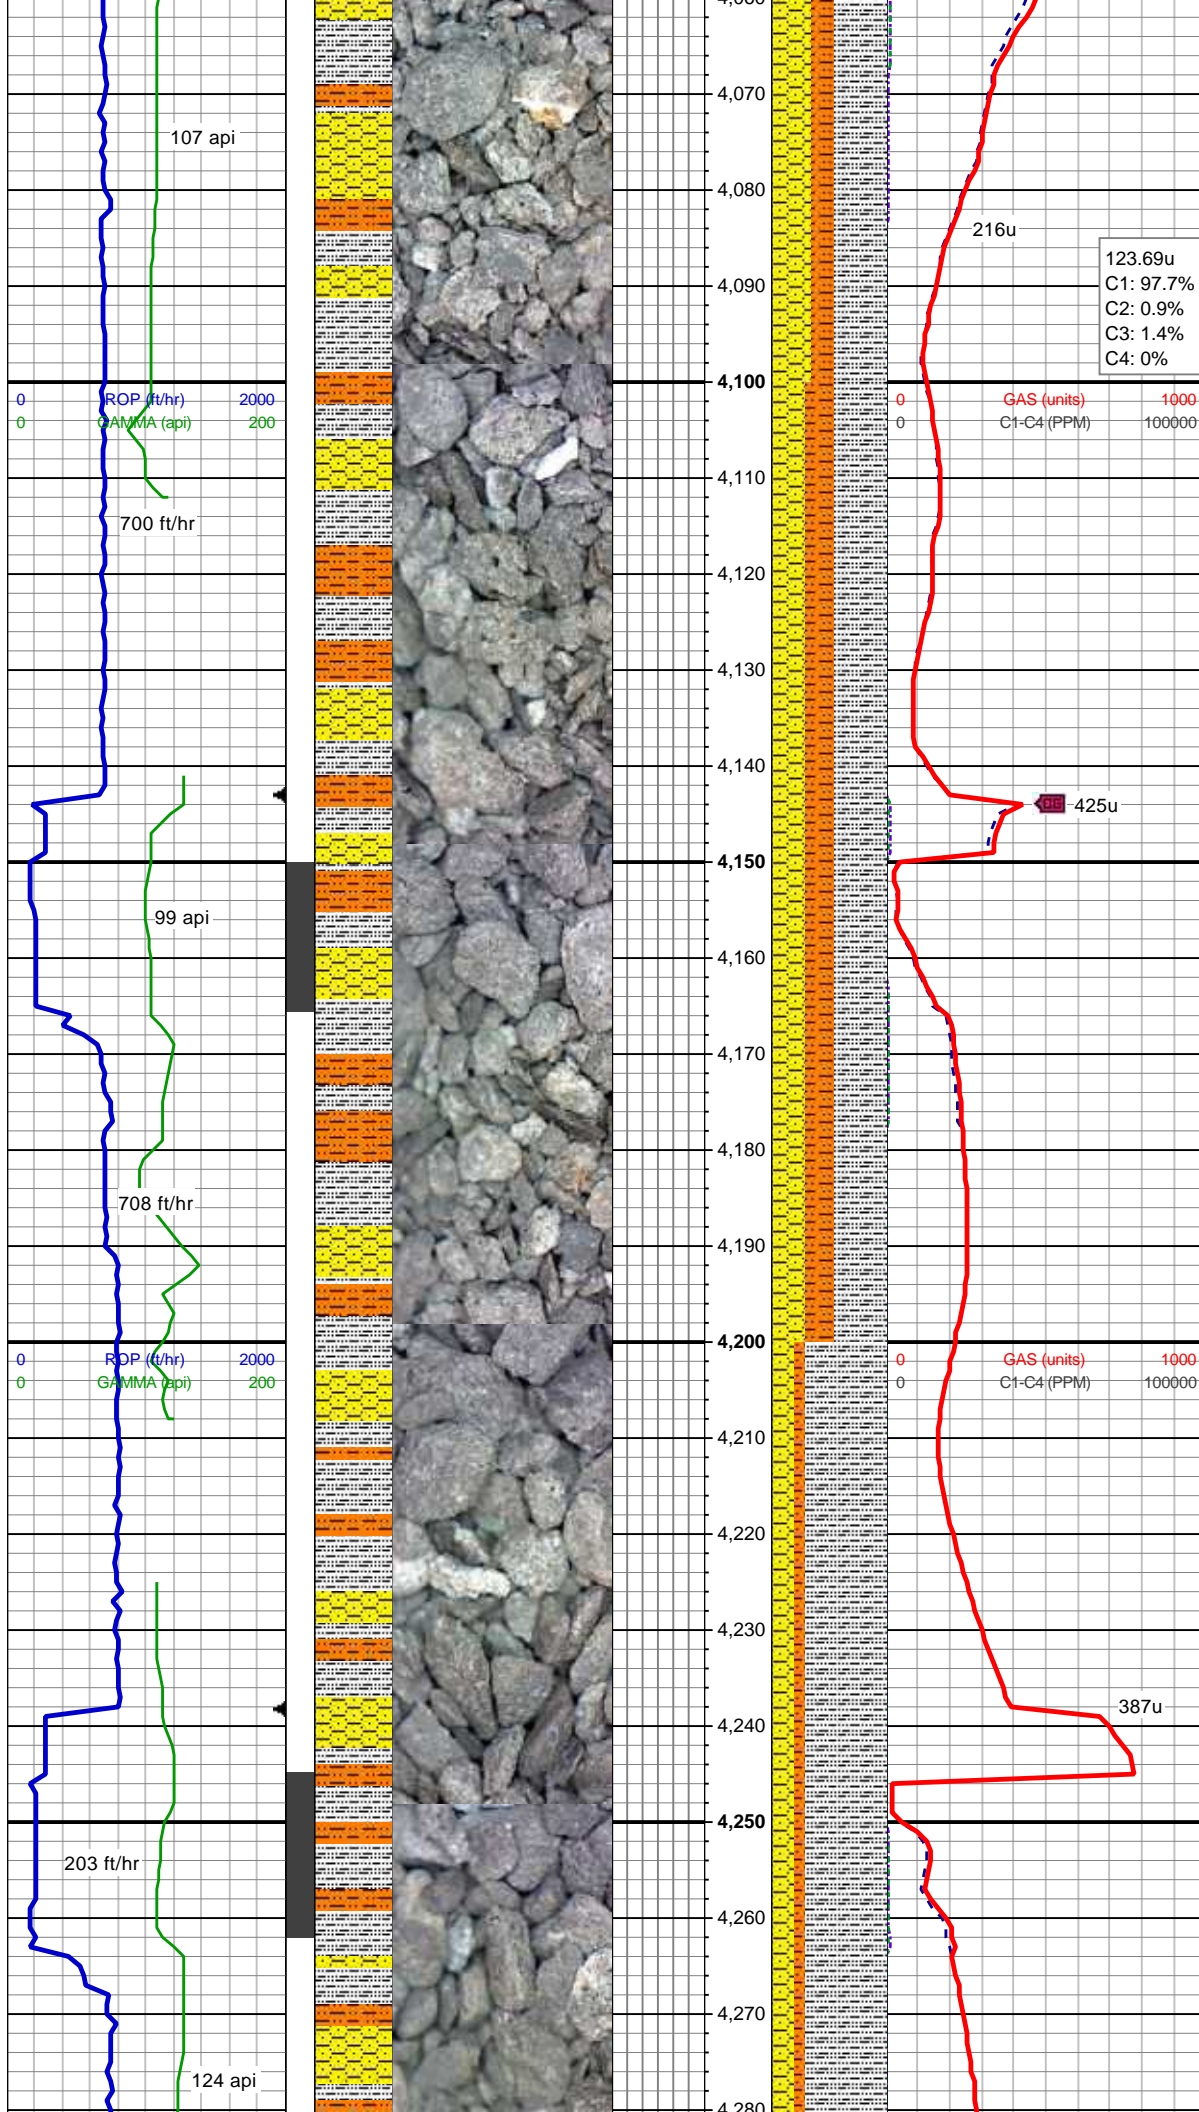 4,070
107 api
4,080
216u
123.69u
4,090
C1: 97.7%
C2: 0.9%
C3: 1.4%
C4: 0%
4,100
0 ROP (ft/hr) 2000
0 GAS (units) 1000
0 GAMMA (api) 200
0 C1-C4 (PPM) 100000
4,110
700 ft/hr
4,120
4,130
4,140
CG 425u
4,150
99 api
4,160
4,170
4,180
708 ft/hr
4,190
4,200
0 ROP (ft/hr) 2000
0 GAS (units) 1000
0 GAMMA (api) 200
0 C1-C4 (PPM) 100000
4,210
4,220
4,230
387u
4,240
4,250
203 ft/hr
4,260
4,270
124 api
4,280